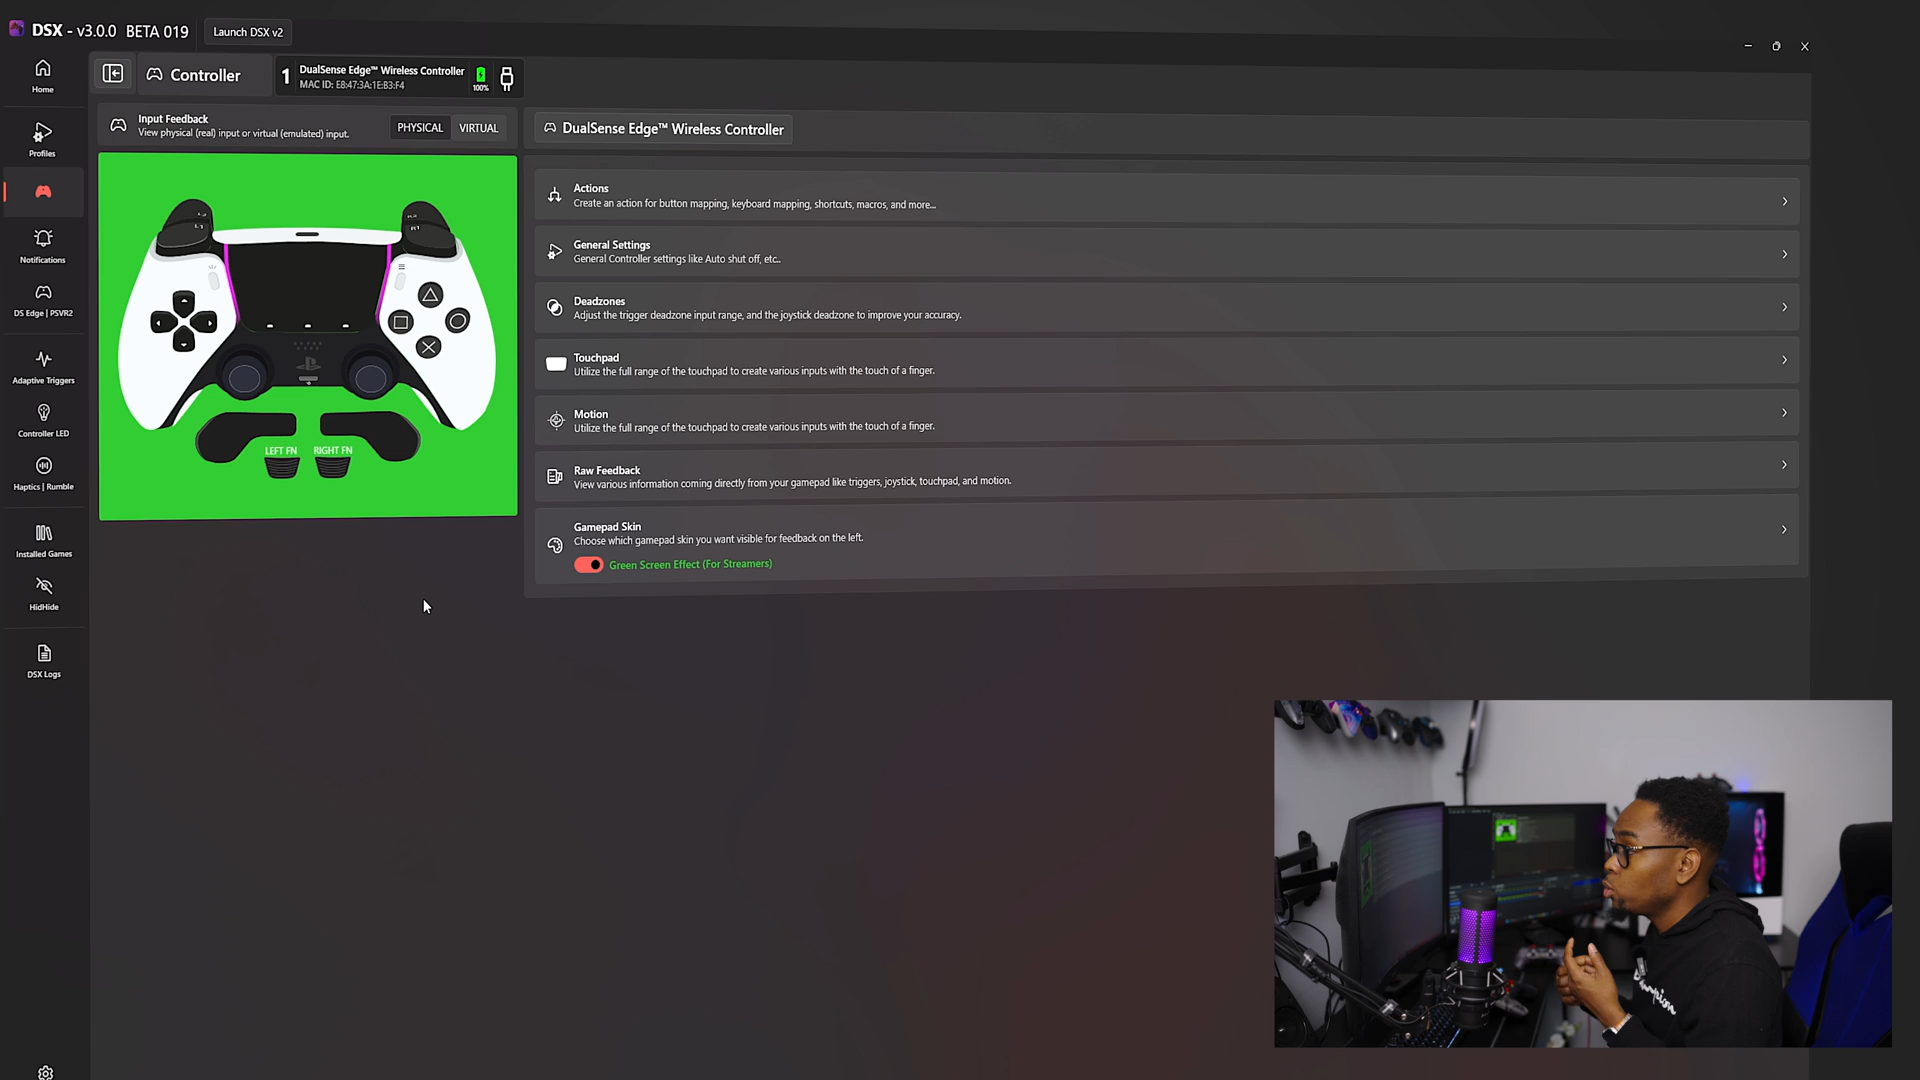 DSX - v3.0.0 BETA 019
Launch DSX v2
Home
Profiles
Notifications
DS Edge | PSVR2
Adaptive Triggers
Controller LED
Haptics | Rumble
Installed Games
HidHide
DSX Logs
Controller
1
DualSense Edge™ Wireless Controller
MAC ID: E8:47:3A:1E:B3:F4
100%
Input Feedback
View physical (real) input or virtual (emulated) input.
PHYSICAL
VIRTUAL
LEFT FN
RIGHT FN
DualSense Edge™ Wireless Controller
Actions
Create an action for button mapping, keyboard mapping, shortcuts, macros, and more...
General Settings
General Controller settings like Auto shut off, etc..
Deadzones
Adjust the trigger deadzone input range, and the joystick deadzone to improve your accuracy.
Touchpad
Utilize the full range of the touchpad to create various inputs with the touch of a finger.
Motion
Utilize the full range of the touchpad to create various inputs with the touch of a finger.
Raw Feedback
View various information coming directly from your gamepad like triggers, joystick, touchpad, and motion.
Gamepad Skin
Choose which gamepad skin you want visible for feedback on the left.
Green Screen Effect (For Streamers)
Champion